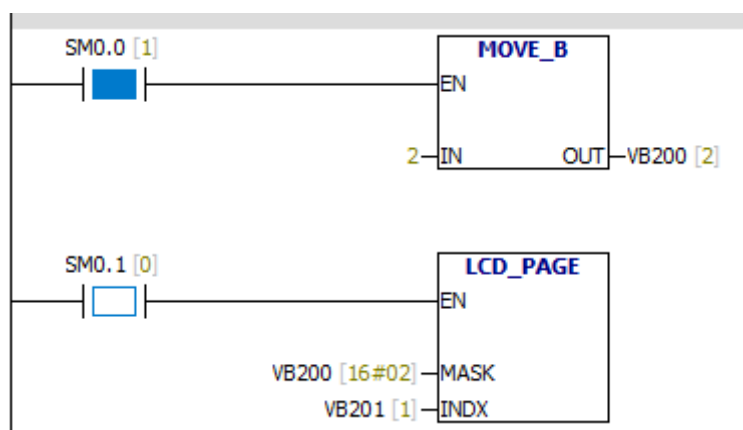 SM0.0 [1]
MOVE_B
EN
2 IN OUT VB200 [2]
SM0.1 [0]
LCD_PAGE
EN
VB200 [16#02] MASK
VB201 [1] INDX